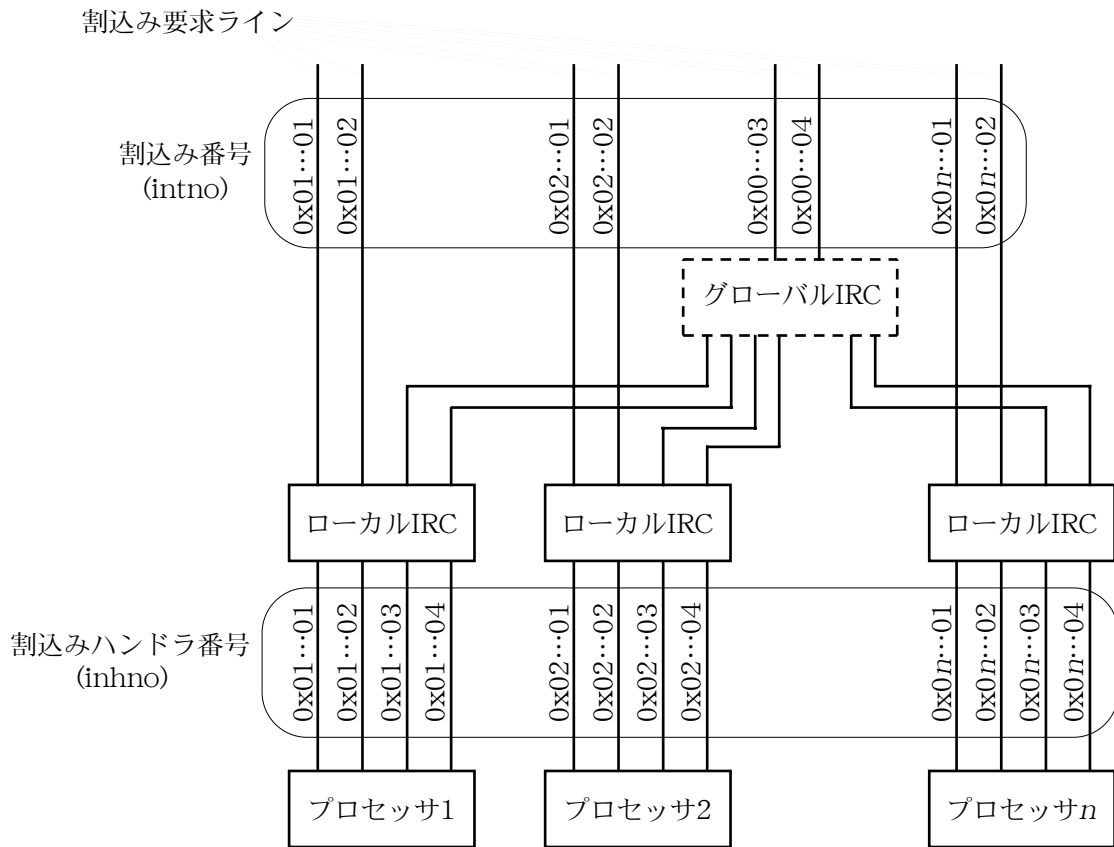 割込み要求ライン
割込み番号
(intno)
0x01…01
0x01…02
0x02…01
0x02…02
0x00…03
0x00…04
0x0n…01
0x0n…02
グローバルIRC
ローカルIRC
ローカルIRC
ローカルIRC
割込みハンドラ番号
(inhno)
0x01…01
0x01…02
0x01…03
0x01…04
0x02…01
0x02…02
0x02…03
0x02…04
0x0n…01
0x0n…02
0x0n…03
0x0n…04
プロセッサ1
プロセッサ2
プロセッサn